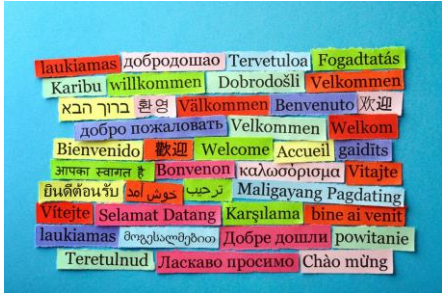 laukiamas добродошао Tervetuloa Fogadtatás
Karibu willkommen Dobrodošli Velkommen
ברוך הבא 환영 Välkommen Benvenuto 欢迎
добро пожаловать Velkommen Welkom
Bienvenido 歡迎 Welcome Accueil gaidīts
आपका स्वागत है Bonvenon καλωσόρισμα Vitajte
ยินดีต้อนรับ خوش آمد ترحيب Maligayang Pagdating
Vítejte Selamat Datang Karşılama bine ai venit
laukiamas მოგესალმებით Добре дошли powitanie
Teretulnud Ласкаво просимо Chào mừng